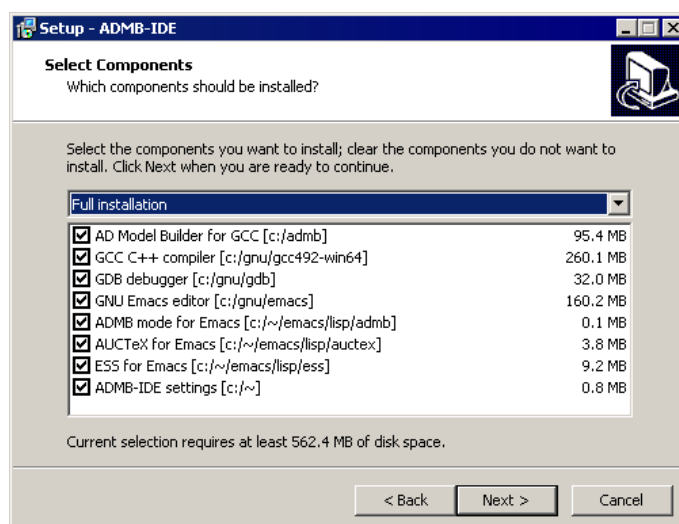 Setup - ADMB-IDE
Select Components
Which components should be installed?
Select the components you want to install; clear the components you do not want to
install. Click Next when you are ready to continue.
Full installation
AD Model Builder for GCC [c:/admb] 95.4 MB
GCC C++ compiler [c:/gnu/gcc492-win64] 260.1 MB
GDB debugger [c:/gnu/gdb] 32.0 MB
GNU Emacs editor [c:/gnu/emacs] 160.2 MB
ADMB mode for Emacs [c:/~/emacs/lisp/admb] 0.1 MB
AUCTeX for Emacs [c:/~/emacs/lisp/auctex] 3.8 MB
ESS for Emacs [c:/~/emacs/lisp/ess] 9.2 MB
ADMB-IDE settings [c:/~] 0.8 MB
Current selection requires at least 562.4 MB of disk space.
< Back Next > Cancel